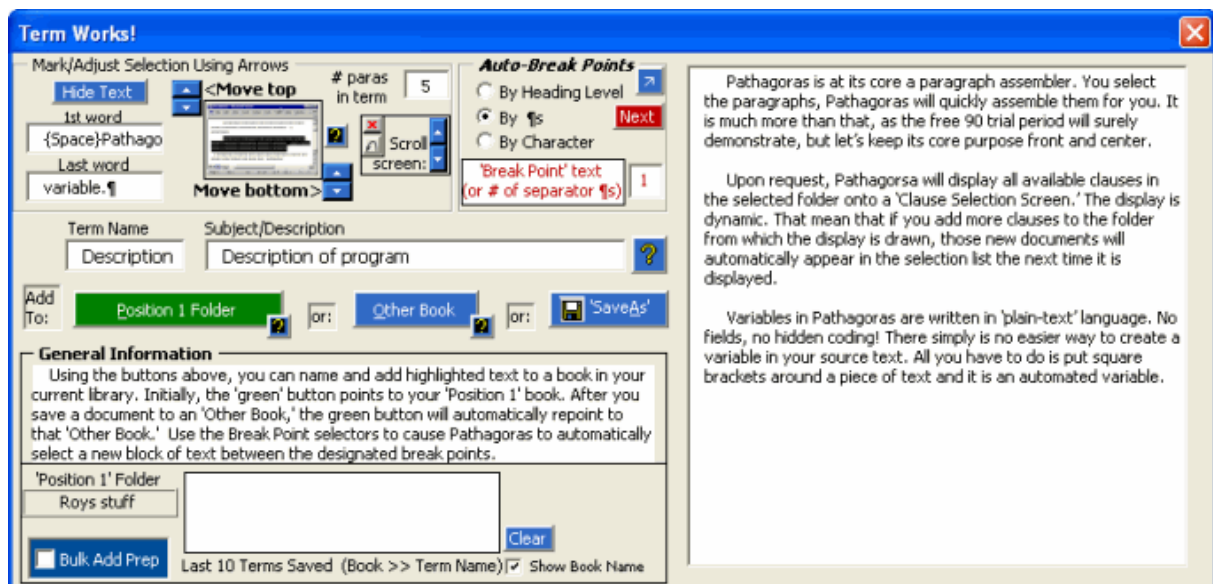 Term Works!
Mark/Adjust Selection Using Arrows
Hide Text
<Move top
# paras
in term
5
1st word
{Space}Pathago
?
Scroll
screen:
Last word
variable.¶
Move bottom>
Auto-Break Points
By Heading Level
By ¶s
Next
By Character
'Break Point' text
(or # of separator ¶s)
1
Term Name
Subject/Description
Description
Description of program
?
Add
To:
Position 1 Folder
?
or:
Other Book
?
or:
'SaveAs'
General Information
Using the buttons above, you can name and add highlighted text to a book in your
current library. Initially, the 'green' button points to your 'Position 1' book. After you
save a document to an 'Other Book,' the green button will automatically repoint to
that 'Other Book.' Use the Break Point selectors to cause Pathagoras to automatically
select a new block of text between the designated break points.
'Position 1' Folder
Roys stuff
Bulk Add Prep
Clear
Last 10 Terms Saved (Book >> Term Name)
Show Book Name
Pathagoras is at its core a paragraph assembler. You select
the paragraphs, Pathagoras will quickly assemble them for you. It
is much more than that, as the free 90 trial period will surely
demonstrate, but let's keep its core purpose front and center.
Upon request, Pathagorsa will display all available clauses in
the selected folder onto a 'Clause Selection Screen.' The display is
dynamic. That mean that if you add more clauses to the folder
from which the display is drawn, those new documents will
automatically appear in the selection list the next time it is
displayed.
Variables in Pathagoras are written in 'plain-text' language. No
fields, no hidden coding! There simply is no easier way to create a
variable in your source text. All you have to do is put square
brackets around a piece of text and it is an automated variable.